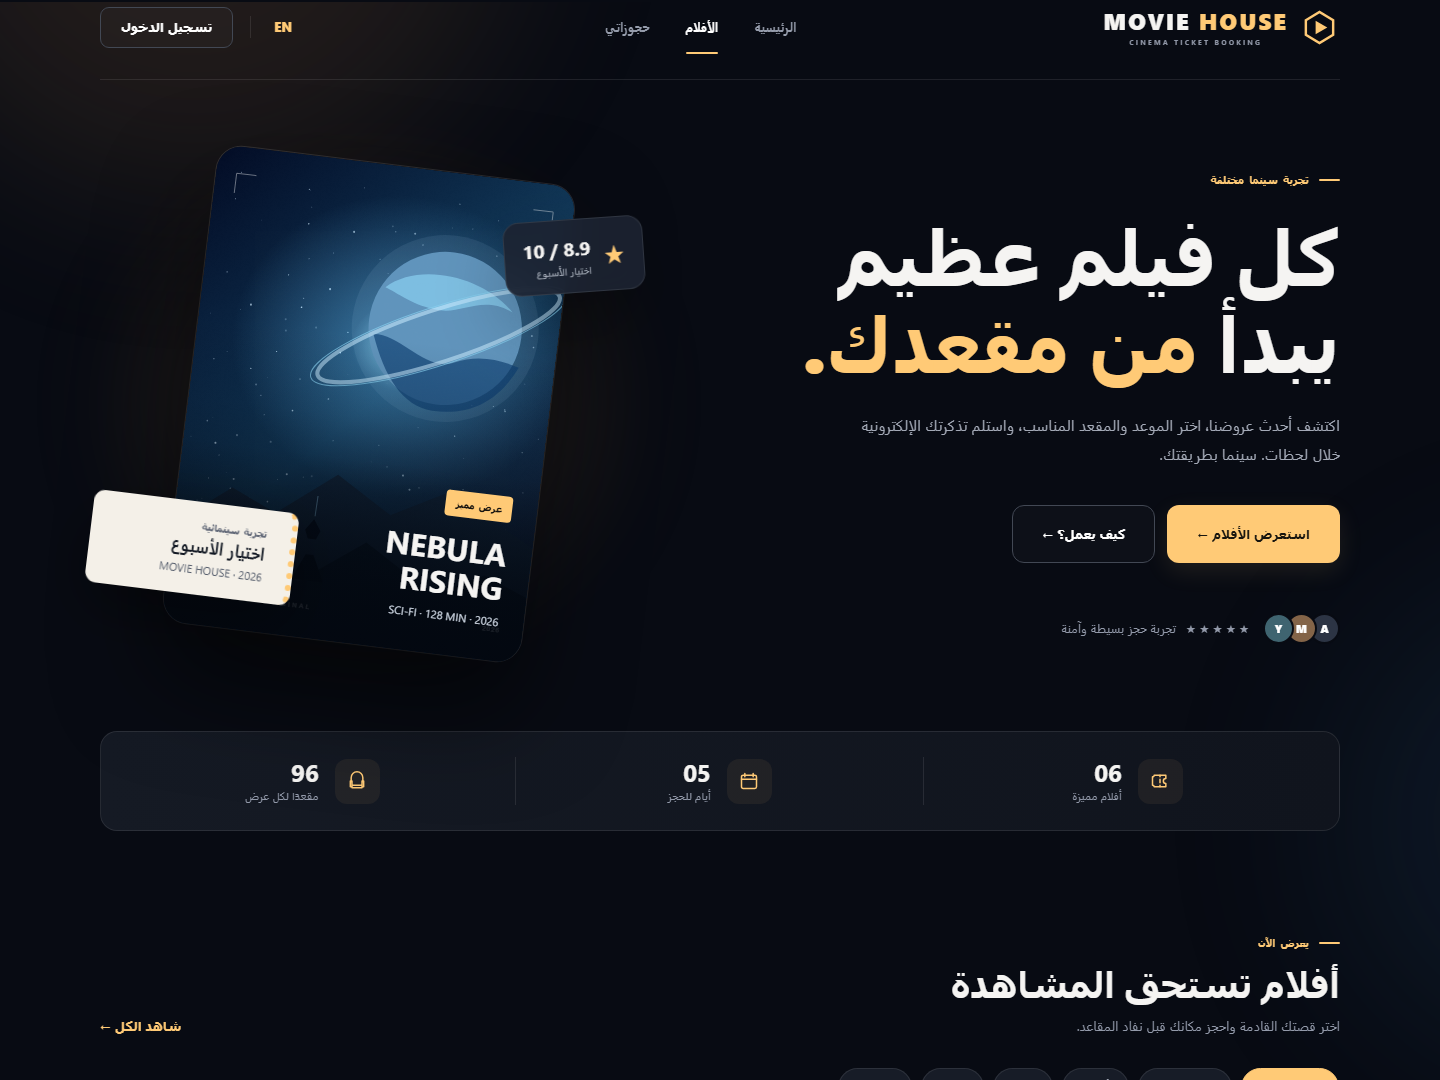 MOVIE HOUSE
CINEMA TICKET BOOKING
الرئيسية
الأفلام
حجوزاتي
EN
تسجيل الدخول
تجربة سينما مختلفة
كل فيلم عظيم
يبدأ من مقعدك.
اكتشف أحدث عروضنا، اختر الموعد والمقعد المناسب، واستلم تذكرتك الإلكترونية
خلال لحظات. سينما بطريقتك.
استعرض الأفلام ←
كيف يعمل؟ ←
A M Y
★★★★★ تجربة حجز بسيطة وآمنة
10 / 8.9
اختيار الأسبوع
عرض مميز
NEBULA
RISING
SCI-FI · 128 MIN · 2026
تجربة سينمائية
اختيار الأسبوع
MOVIE HOUSE · 2026
06
أفلام مميزة
05
أيام للحجز
96
مقعدًا لكل عرض
يعرض الآن
أفلام تستحق المشاهدة
اختر قصتك القادمة واحجز مكانك قبل نفاد المقاعد.
شاهد الكل ←